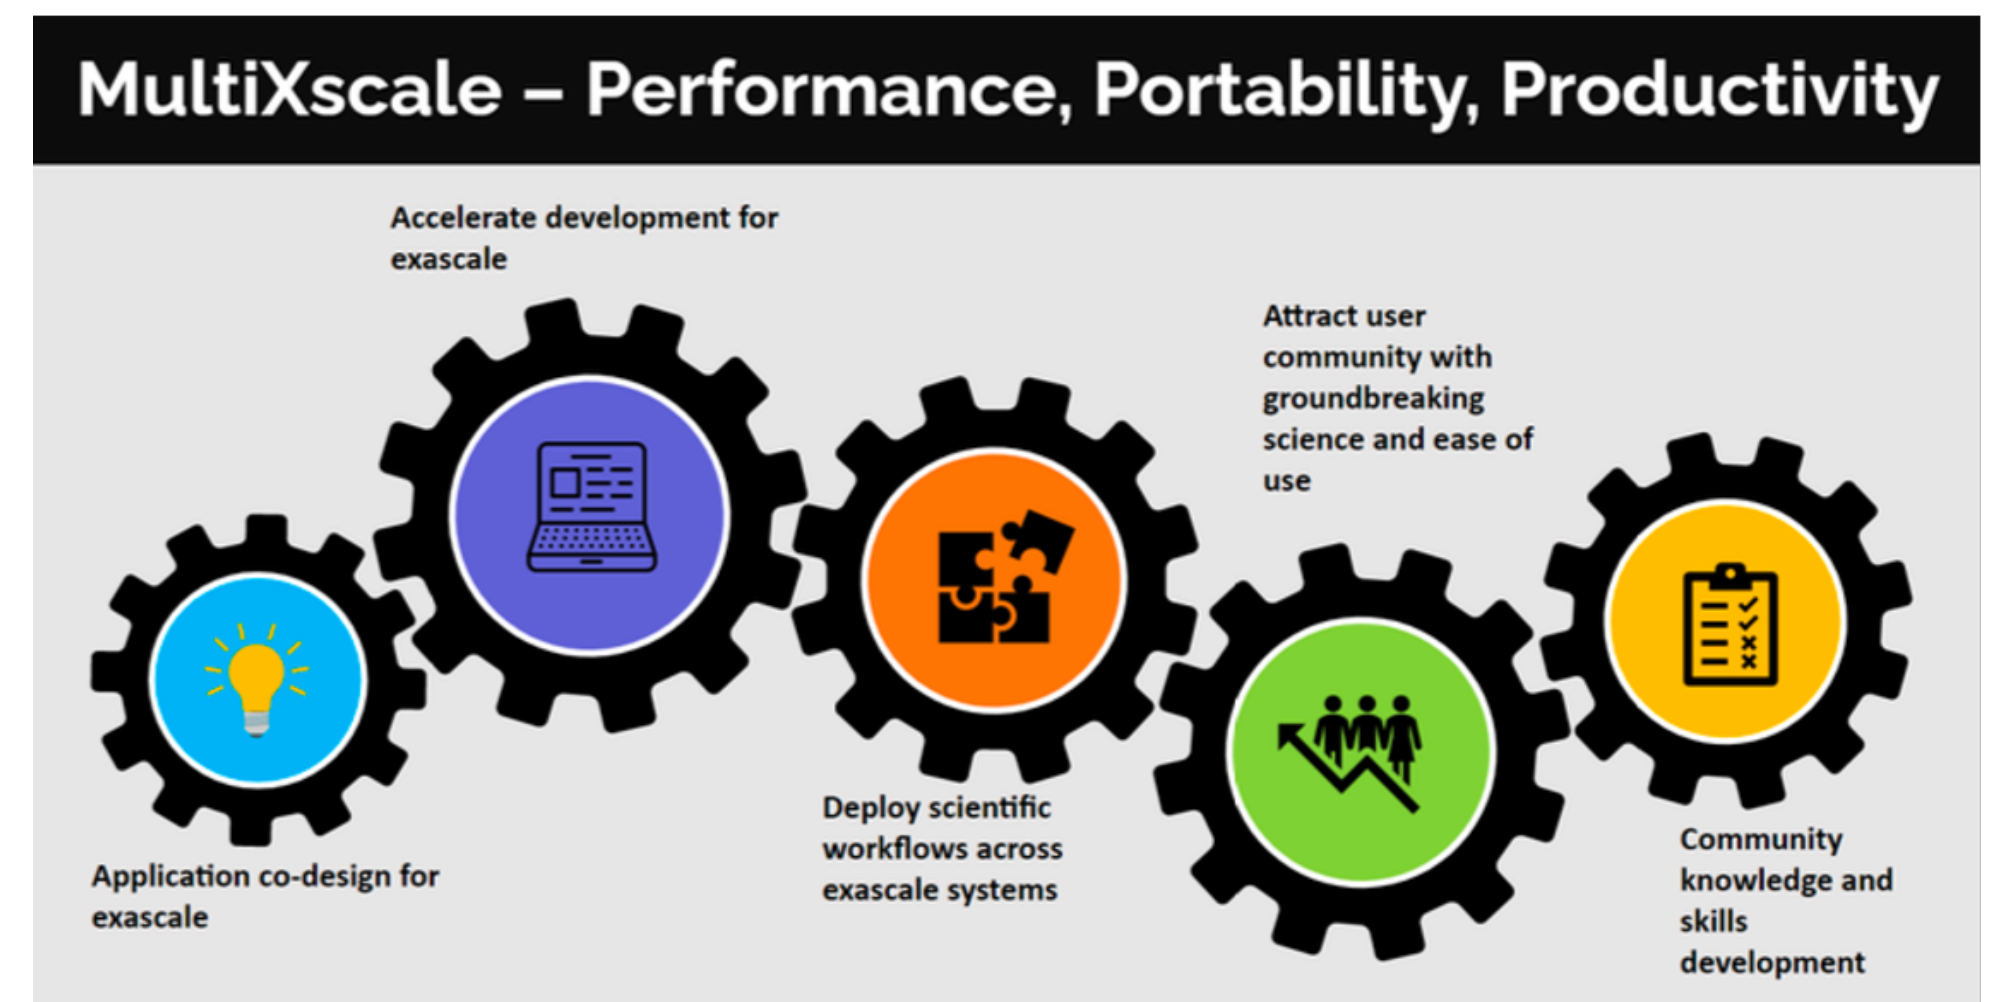 MultiXscale – Performance, Portability, Productivity
Accelerate development for
exascale
Attract user
community with
groundbreaking
science and ease of
use
Deploy scientific
workflows across
exascale systems
Application co-design for
exascale
Community
knowledge and
skills
development